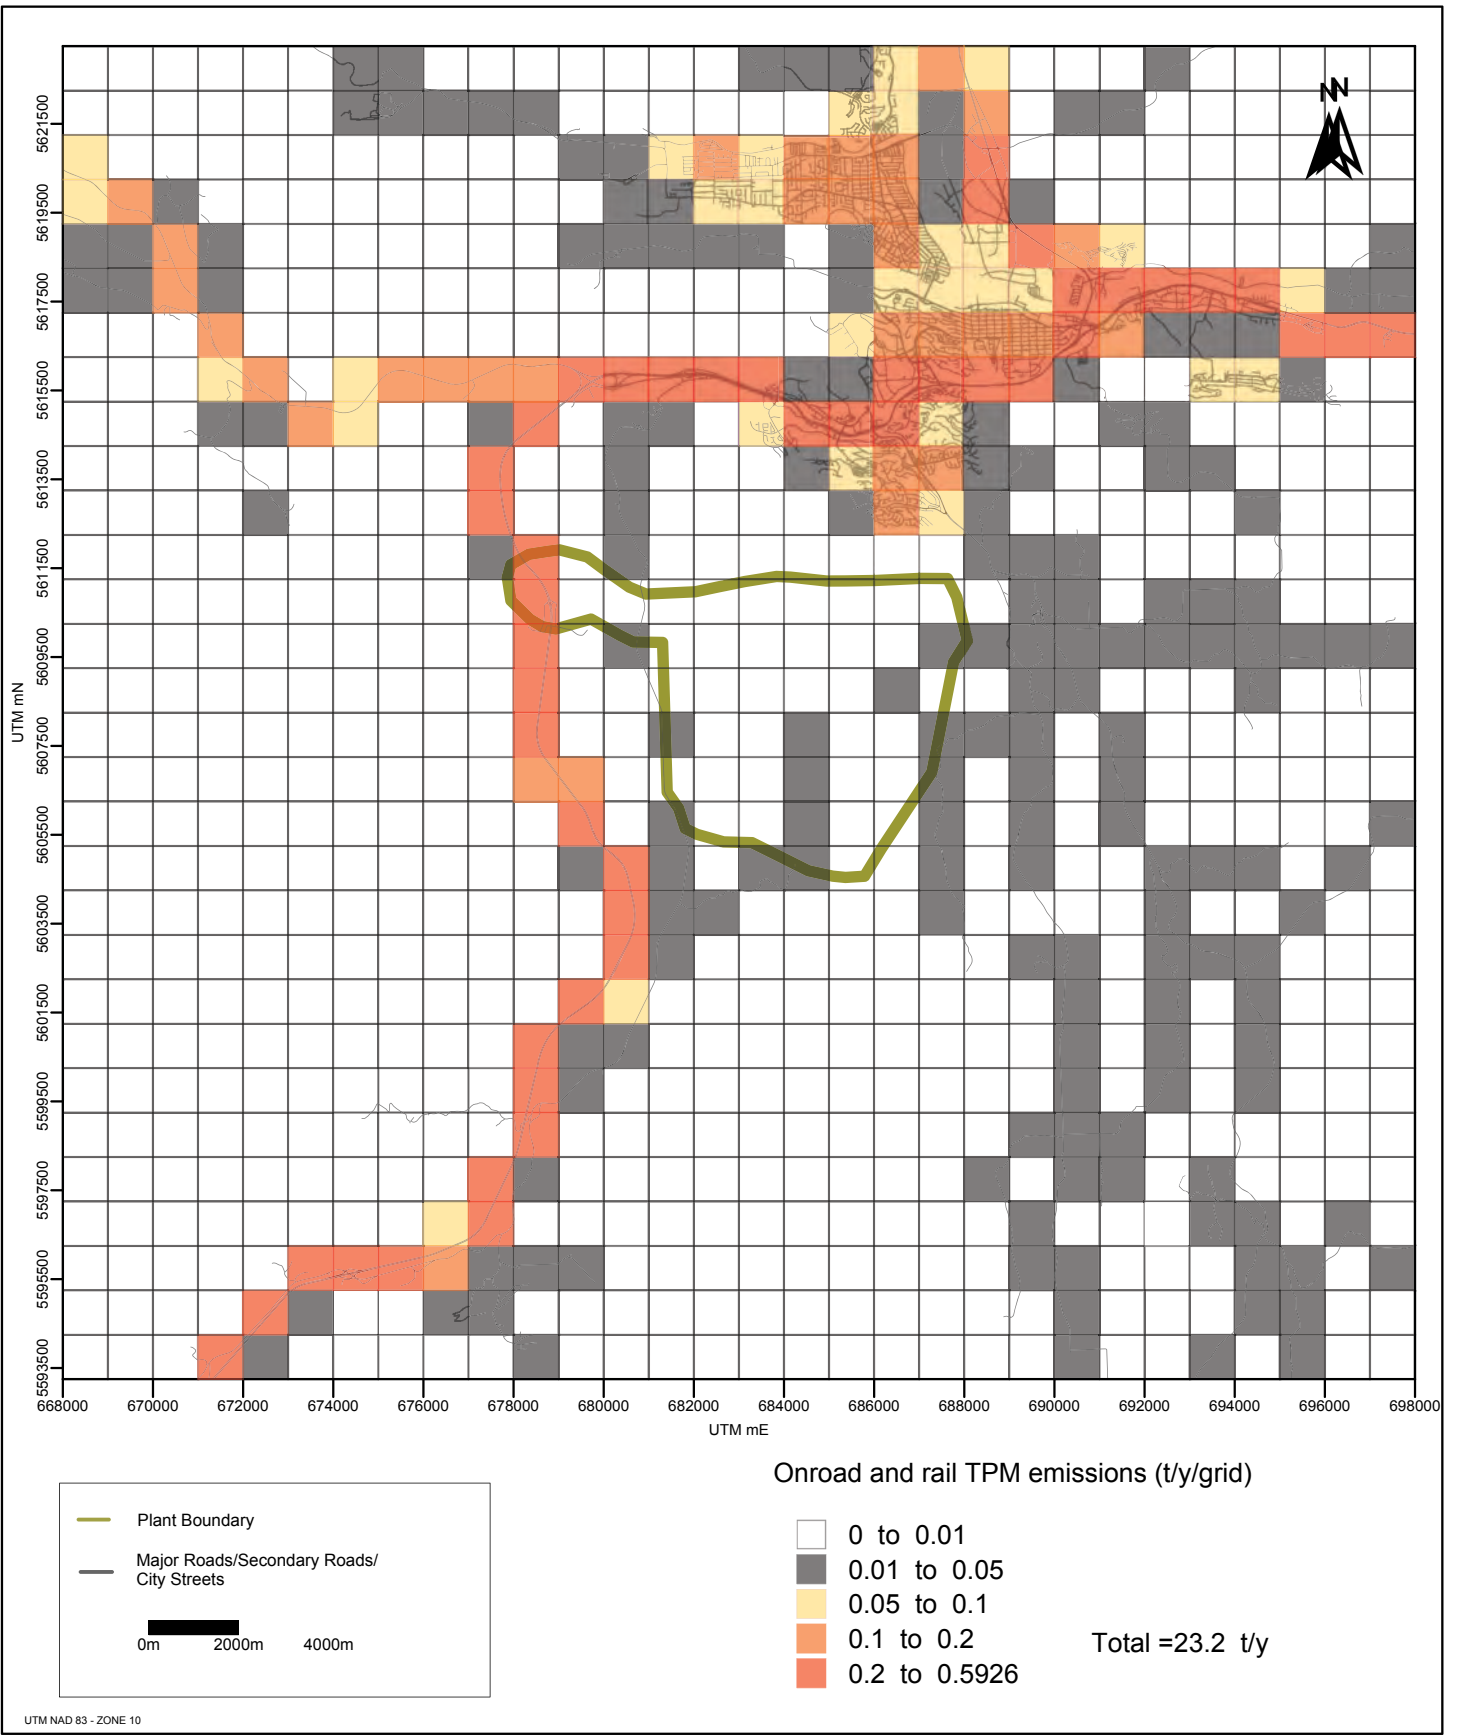 NN
5621500
5619500
5617500
5615500
5613500
5611500
5609500
5607500
5605500
5603500
5601500
5599500
5597500
5595500
5593500
UTM mN
668000 670000 672000 674000 676000 678000 680000 682000 684000 686000 688000 690000 692000 694000 696000 698000
UTM mE
Onroad and rail TPM emissions (t/y/grid)
Plant Boundary
Major Roads/Secondary Roads/
City Streets
0m 2000m 4000m
0 to 0.01
0.01 to 0.05
0.05 to 0.1
0.1 to 0.2
0.2 to 0.5926
Total =23.2 t/y
UTM NAD 83 - ZONE 10